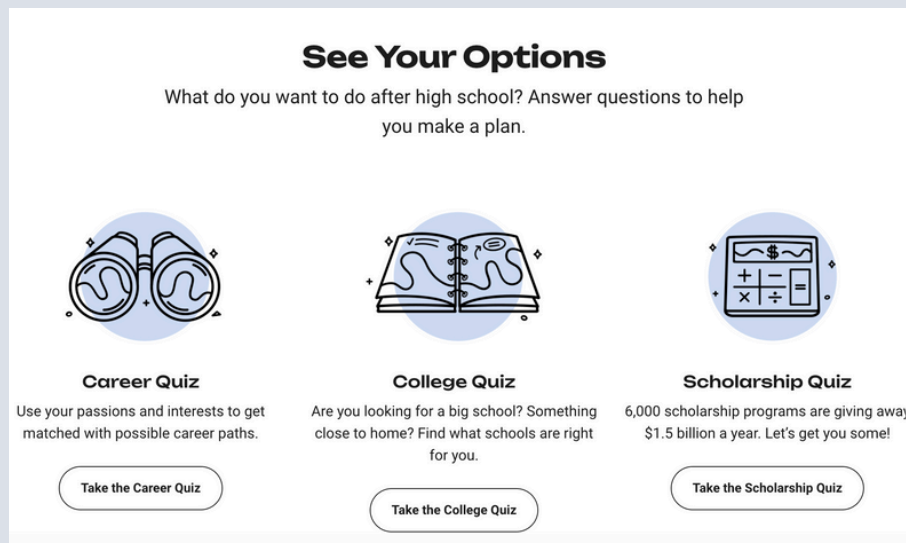 See Your Options
What do you want to do after high school? Answer questions to help
you make a plan.
$
+ −
× ÷ =
Career Quiz
Use your passions and interests to get
matched with possible career paths.
Take the Career Quiz
College Quiz
Are you looking for a big school? Something
close to home? Find what schools are right
for you.
Take the College Quiz
Scholarship Quiz
6,000 scholarship programs are giving away
$1.5 billion a year. Let's get you some!
Take the Scholarship Quiz